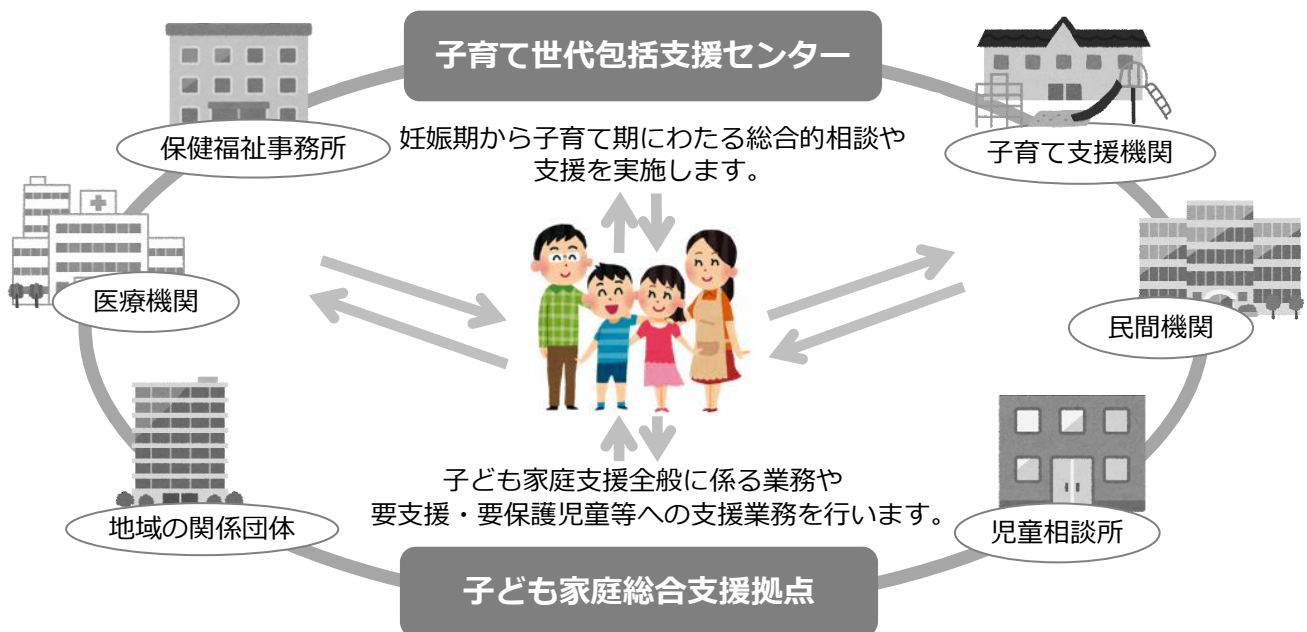 子育て世代包括支援センター
保健福祉事務所
妊娠期から子育て期にわたる総合的相談や
支援を実施します。
子育て支援機関
医療機関
民間機関
子ども家庭支援全般に係る業務や
要支援・要保護児童等への支援業務を行います。
地域の関係団体
児童相談所
子ども家庭総合支援拠点